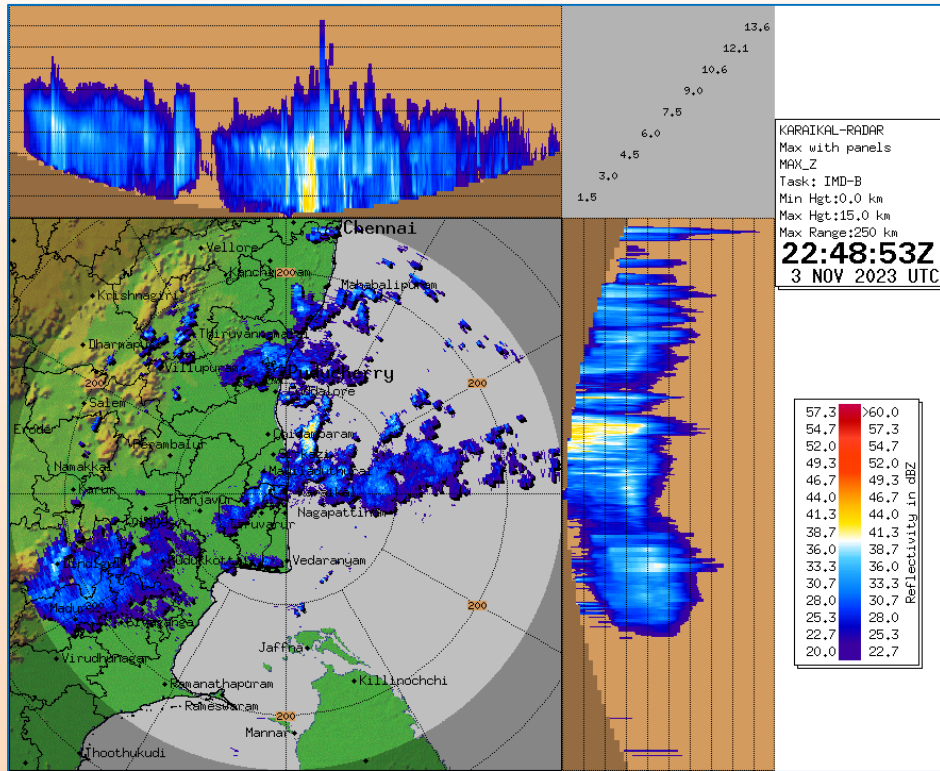 13.6
12.1
10.6
9.0
7.5
6.0
4.5
3.0
1.5
KARAIKAL-RADAR
Max with panels
MAX_Z
Task: IMD-B
Min Hgt:0.0 km
Max Hgt:15.0 km
Max Range:250 km
22:48:53Z
3 NOV 2023 UTC
Chennai
Vellore
200
Mahabalipuram
Krishnagiri
Thiruvannamalai
Dharmapuri
Villupuram
Puducherry
200
200
Cuddalore
Salem
Erode
Chidambaram
Perambalur
Namakkal
Karur
Thanjavur
Nagapattinam
Vedaranyam
200
Virudhunagar
Jaffna
Killinochchi
Ramanathapuram
Rameswaram
200
Mannar
Thoothukudi
57.3 >60.0
54.7 57.3
52.0 54.7
49.3 52.0
46.7 49.3
44.0 46.7
41.3 44.0
38.7 41.3
36.0 38.7
33.3 36.0
30.7 33.3
28.0 30.7
25.3 28.0
22.7 25.3
20.0 22.7
Reflectivity in dBZ